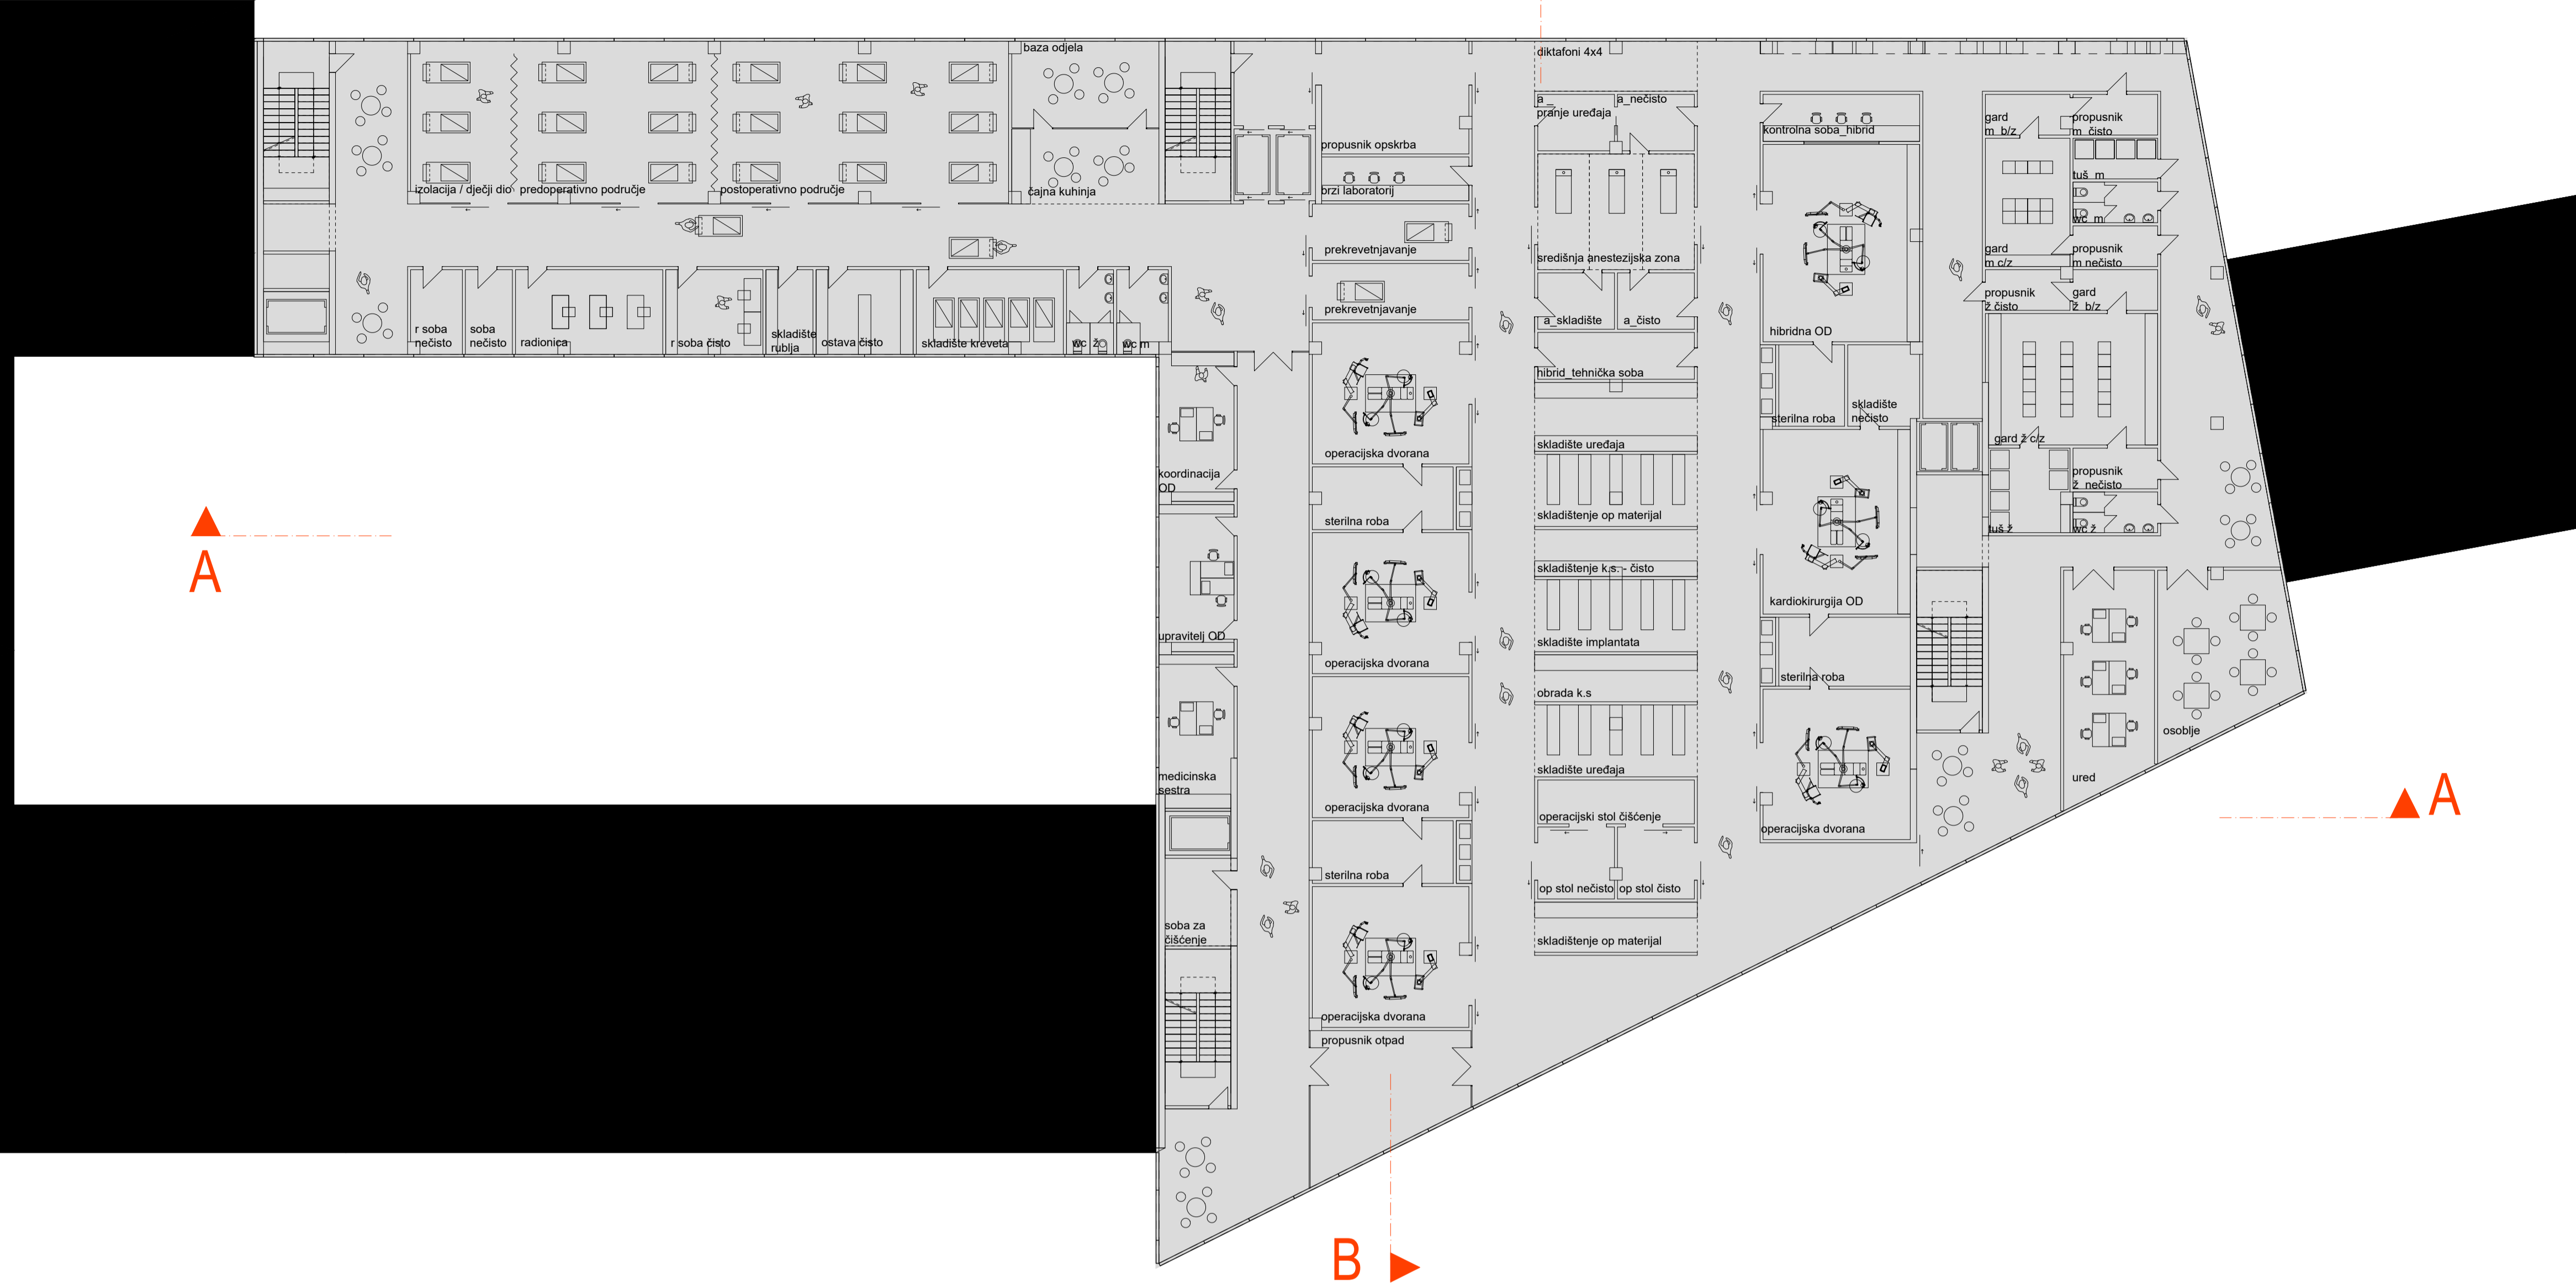 baza odjela
diktafoni 4x4
a_
a_nečisto
pranje uređaja
kontrolna soba_hibrid
gard
m_b/z
propusnik
m_čisto
propusnik opskrba
izolacija / dječji dio
predoperativno područje
postoperativno područje
čajna kuhinja
brzi laboratorij
tuš_m
wc_m
prekrevetnjavanje
središnja anestezijska zona
gard
m c/z
propusnik
m nečisto
prekrevetnjavanje
a_skladište
a_čisto
hibridna OD
propusnik
ž čisto
gard
ž_b/z
r soba
nečisto
soba
nečisto
radionica
r soba čisto
skladište
rublja
ostava čisto
skladište kreveta
wc_ž
wc m
hibrid_tehnička soba
sterilna roba
skladište
nečisto
gard ž c/z
koordinacija
OD
operacijska dvorana
skladište uređaja
propusnik
ž_nečisto
sterilna roba
skladištenje op materijal
tuš ž
wc ž
A
skladištenje k.s. - čisto
kardiokirurgija OD
upravitelj OD
operacijska dvorana
skladište implantata
sterilna roba
obrada k.s
osoblje
medicinska
sestra
operacijska dvorana
skladište uređaja
ured
operacijski stol čišćenje
operacijska dvorana
A
sterilna roba
op stol nečisto
op stol čisto
soba za
čišćenje
skladištenje op materijal
operacijska dvorana
propusnik otpad
B